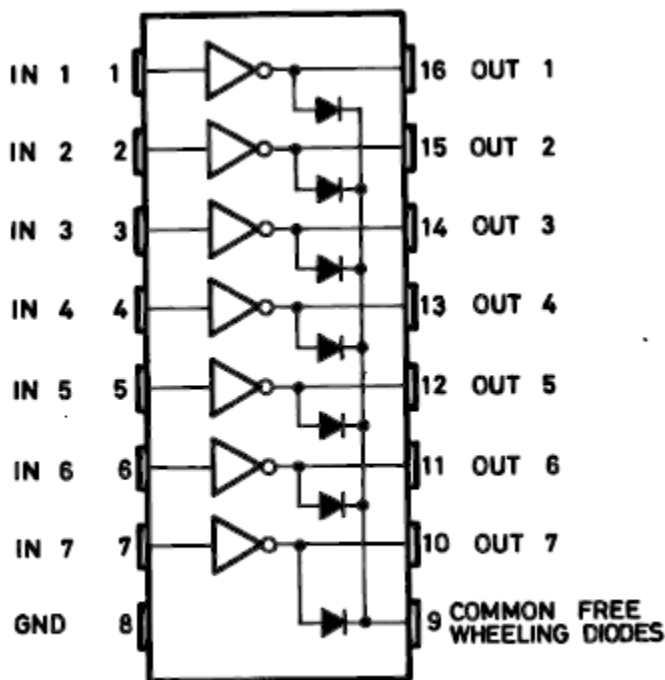 IN 1 1 16 OUT 1
IN 2 2 15 OUT 2
IN 3 3 14 OUT 3
IN 4 4 13 OUT 4
IN 5 5 12 OUT 5
IN 6 6 11 OUT 6
IN 7 7 10 OUT 7
GND 8 9 COMMON FREE
WHEELING DIODES